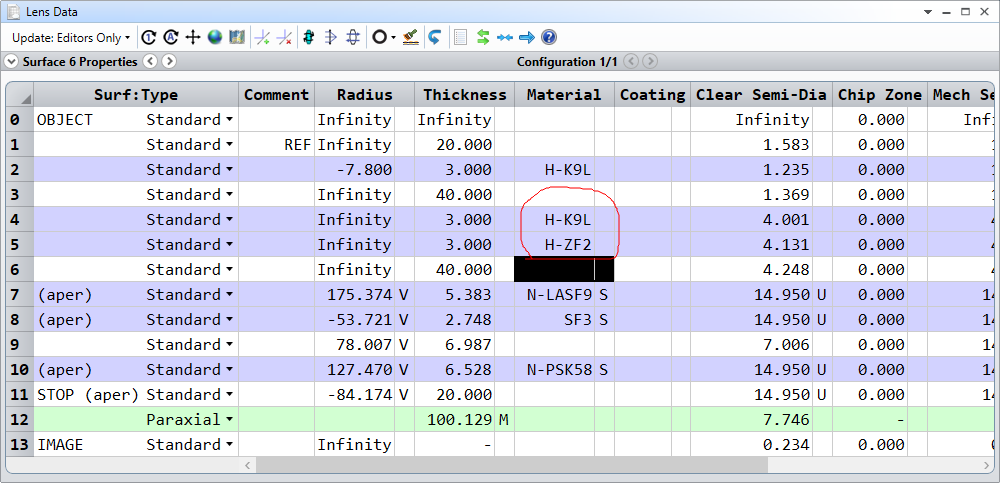 Lens Data
Update: Editors Only
Surface 6 Properties Configuration 1/1
Surf:Type Comment Radius Thickness Material Coating Clear Semi-Dia Chip Zone Mech Se
0 OBJECT Standard Infinity Infinity Infinity 0.000 Inf
1 Standard REF Infinity 20.000 1.583 0.000 1
2 Standard -7.800 3.000 H-K9L 1.235 0.000 1
3 Standard Infinity 40.000 1.369 0.000 1
4 Standard Infinity 3.000 H-K9L 4.001 0.000 4
5 Standard Infinity 3.000 H-ZF2 4.131 0.000 4
6 Standard Infinity 40.000 4.248 0.000 4
7 (aper) Standard 175.374 V 5.383 N-LASF9 S 14.950 U 0.000 14
8 (aper) Standard -53.721 V 2.748 SF3 S 14.950 U 0.000 14
9 Standard 78.007 V 6.987 7.006 0.000 14
10 (aper) Standard 127.470 V 6.528 N-PSK58 S 14.950 U 0.000 14
11 STOP (aper) Standard -84.174 V 20.000 14.950 U 0.000 14
12 Paraxial 100.129 M 7.746 -
13 IMAGE Standard Infinity - 0.234 0.000